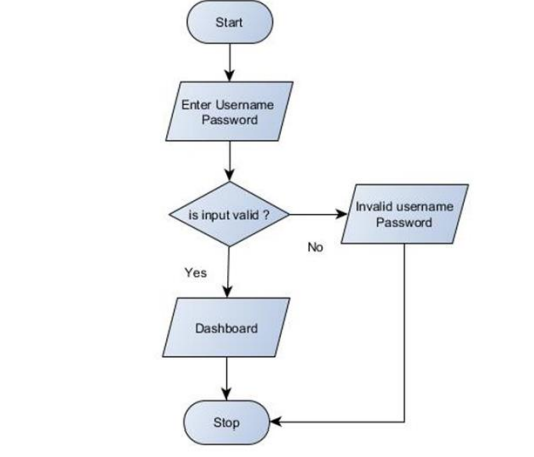 Start
Enter Username
Password
is input valid ?
Invalid username
Password
No
Yes
Dashboard
Stop